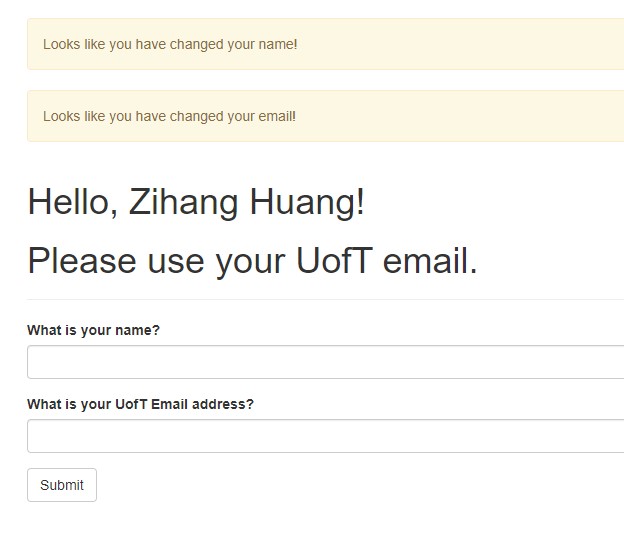 Looks like you have changed your name!
Looks like you have changed your email!
Hello, Zihang Huang!
Please use your UofT email.
What is your name?
What is your UofT Email address?
Submit